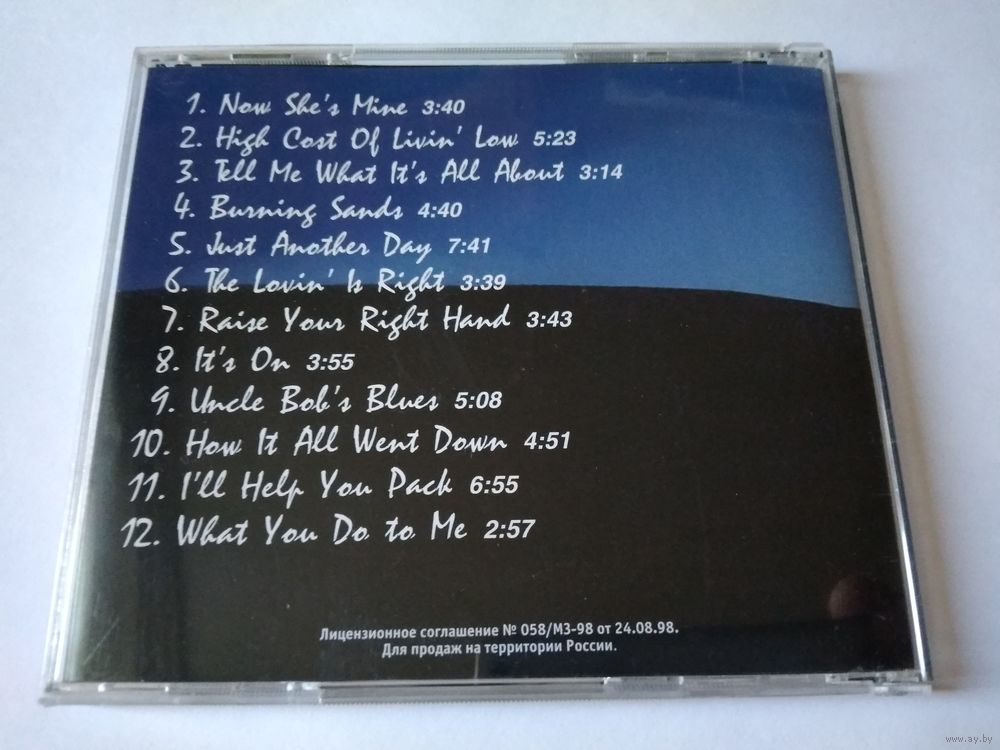 1. Now She's Mine 3:40
2. High Cost Of Livin' Low 5:23
3. Tell Me What It's All About 3:14
4. Burning Sands 4:40
5. Just Another Day 7:41
6. The Lovin' Is Right 3:39
7. Raise Your Right Hand 3:43
8. It's On 3:55
9. Uncle Bob's Blues 5:08
10. How It All Went Down 4:51
11. I'll Help You Pack 6:55
12. What You Do to Me 2:57
Лицензионное соглашение № 058/МЗ-98 от 24.08.98.
Для продаж на территории России.
www.ay.by